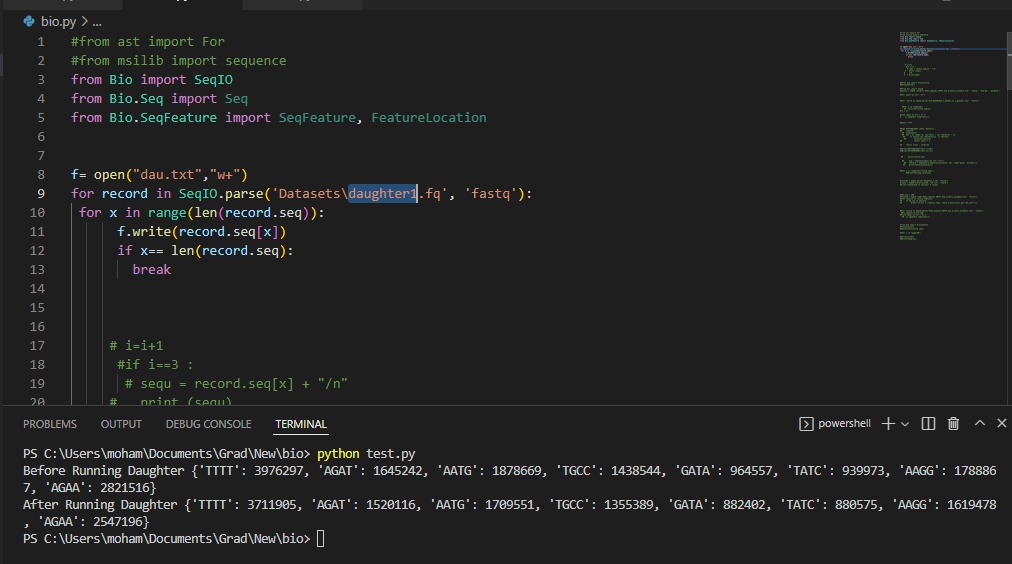 bio.py > ...
1 #from ast import For
2 #from msilib import sequence
3 from Bio import SeqIO
4 from Bio.Seq import Seq
5 from Bio.SeqFeature import SeqFeature, FeatureLocation
6
7
8 f= open("dau.txt","w+")
9 for record in SeqIO.parse('Datasets\daughter1.fq', 'fastq'):
10 for x in range(len(record.seq)):
11 f.write(record.seq[x])
12 if x== len(record.seq):
13 break
14
15
16
17 # i=i+1
18 #if i==3 :
19 # sequ = record.seq[x] + "/n"
20 # print (sequ)
PROBLEMS OUTPUT DEBUG CONSOLE TERMINAL powershell
PS C:\Users\moham\Documents\Grad\New\bio> python test.py
Before Running Daughter {'TTTT': 3976297, 'AGAT': 1645242, 'AATG': 1878669, 'TGCC': 1438544, 'GATA': 964557, 'TATC': 939973, 'AAGG': 178886
7, 'AGAA': 2821516}
After Running Daughter {'TTTT': 3711905, 'AGAT': 1520116, 'AATG': 1709551, 'TGCC': 1355389, 'GATA': 882402, 'TATC': 880575, 'AAGG': 1619478
, 'AGAA': 2547196}
PS C:\Users\moham\Documents\Grad\New\bio>